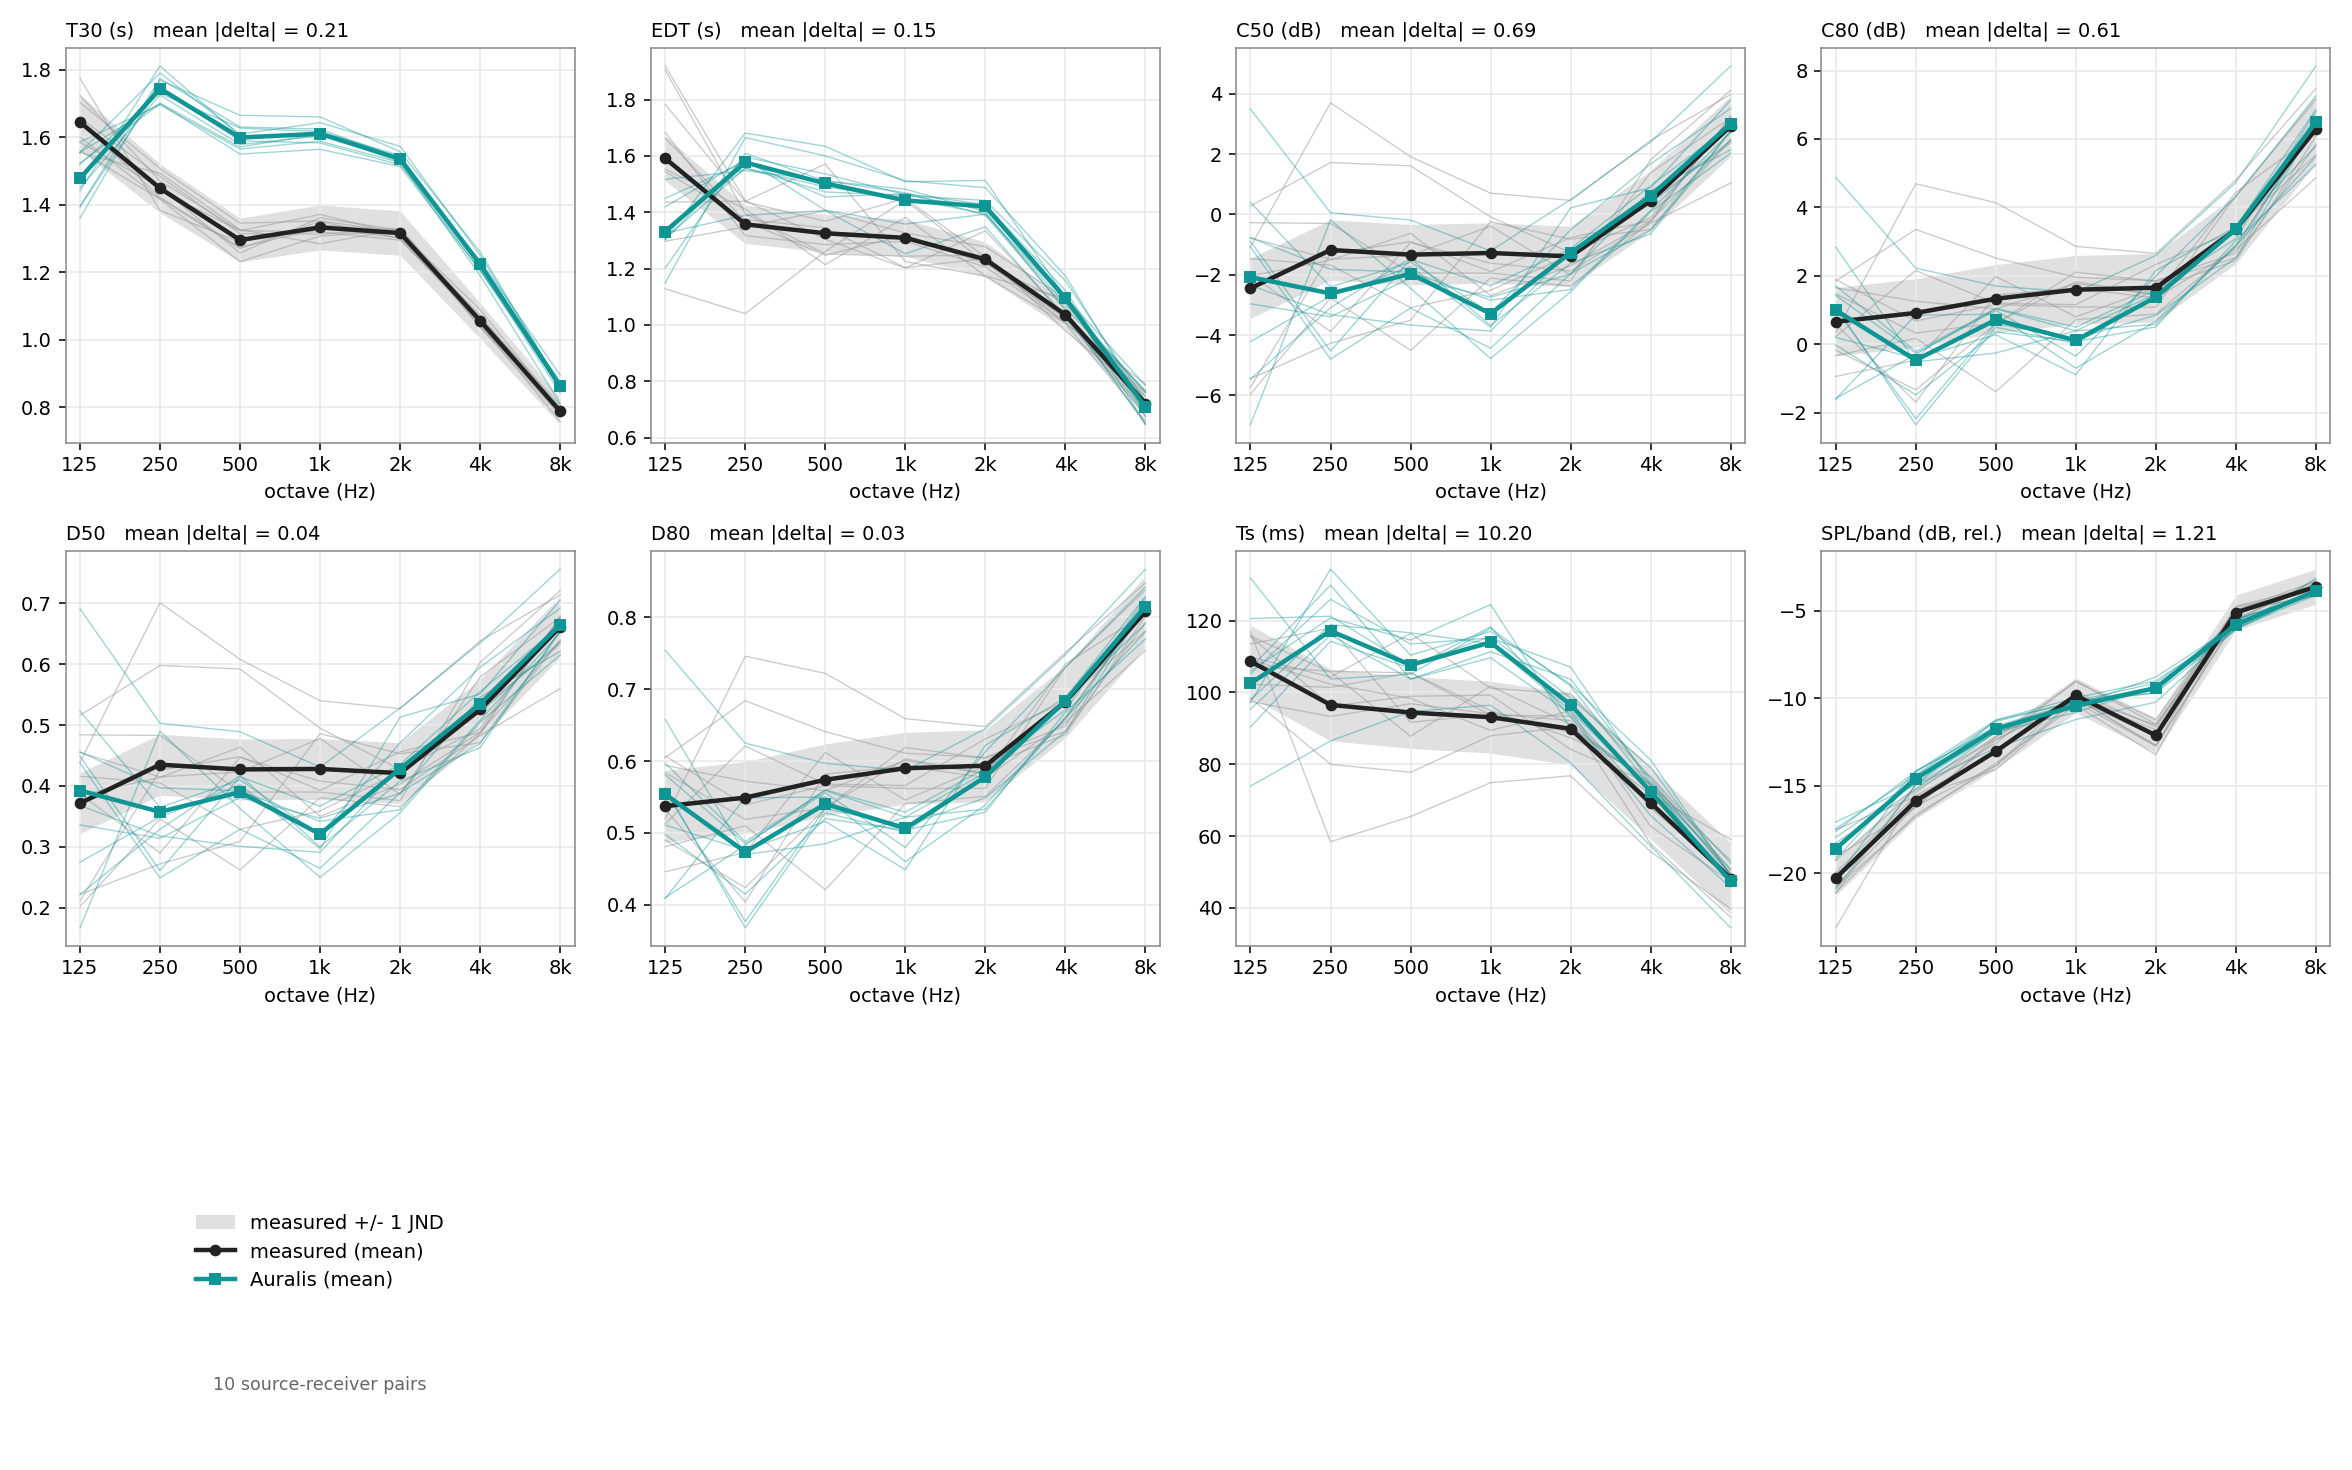 T30 (s)   mean |delta| = 0.21
1.8
1.6
1.4
1.2
1.0
0.8
125 250 500 1k 2k 4k 8k
octave (Hz)
EDT (s)   mean |delta| = 0.15
1.8
1.6
1.4
1.2
1.0
0.8
0.6
125 250 500 1k 2k 4k 8k
octave (Hz)
C50 (dB)   mean |delta| = 0.69
4
2
0
−2
−4
−6
125 250 500 1k 2k 4k 8k
octave (Hz)
C80 (dB)   mean |delta| = 0.61
8
6
4
2
0
−2
125 250 500 1k 2k 4k 8k
octave (Hz)
D50   mean |delta| = 0.04
0.7
0.6
0.5
0.4
0.3
0.2
125 250 500 1k 2k 4k 8k
octave (Hz)
D80   mean |delta| = 0.03
0.8
0.7
0.6
0.5
0.4
125 250 500 1k 2k 4k 8k
octave (Hz)
Ts (ms)   mean |delta| = 10.20
120
100
80
60
40
125 250 500 1k 2k 4k 8k
octave (Hz)
SPL/band (dB, rel.)   mean |delta| = 1.21
−5
−10
−15
−20
125 250 500 1k 2k 4k 8k
octave (Hz)
measured +/- 1 JND
measured (mean)
Auralis (mean)
10 source-receiver pairs